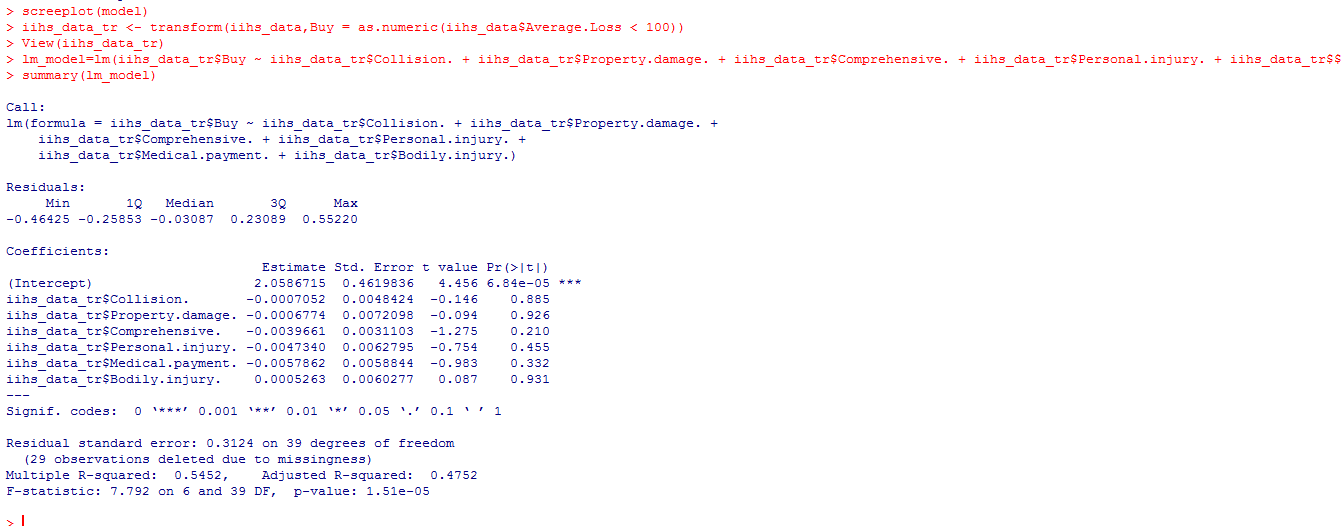 > screeplot(model)
> iihs_data_tr <- transform(iihs_data,Buy = as.numeric(iihs_data$Average.Loss < 100))
> View(iihs_data_tr)
> lm_model=lm(iihs_data_tr$Buy ~ iihs_data_tr$Collision. + iihs_data_tr$Property.damage. + iihs_data_tr$Comprehensive. + iihs_data_tr$Personal.injury. + iihs_data_tr$$
> summary(lm_model)
Call:
lm(formula = iihs_data_tr$Buy ~ iihs_data_tr$Collision. + iihs_data_tr$Property.damage. +
    iihs_data_tr$Comprehensive. + iihs_data_tr$Personal.injury. +
    iihs_data_tr$Medical.payment. + iihs_data_tr$Bodily.injury.)
Residuals:
     Min       1Q   Median       3Q      Max
-0.46425 -0.25853 -0.03087  0.23089  0.55220
Coefficients:
                                Estimate Std. Error t value Pr(>|t|)
(Intercept)                    2.0586715  0.4619836   4.456 6.84e-05 ***
iihs_data_tr$Collision.       -0.0007052  0.0048424  -0.146    0.885
iihs_data_tr$Property.damage. -0.0006774  0.0072098  -0.094    0.926
iihs_data_tr$Comprehensive.   -0.0039661  0.0031103  -1.275    0.210
iihs_data_tr$Personal.injury. -0.0047340  0.0062795  -0.754    0.455
iihs_data_tr$Medical.payment. -0.0057862  0.0058844  -0.983    0.332
iihs_data_tr$Bodily.injury.    0.0005263  0.0060277   0.087    0.931
---
Signif. codes:  0 ‘***’ 0.001 ‘**’ 0.01 ‘*’ 0.05 ‘.’ 0.1 ‘ ’ 1
Residual standard error: 0.3124 on 39 degrees of freedom
  (29 observations deleted due to missingness)
Multiple R-squared:  0.5452,    Adjusted R-squared:  0.4752
F-statistic: 7.792 on 6 and 39 DF,  p-value: 1.51e-05
>